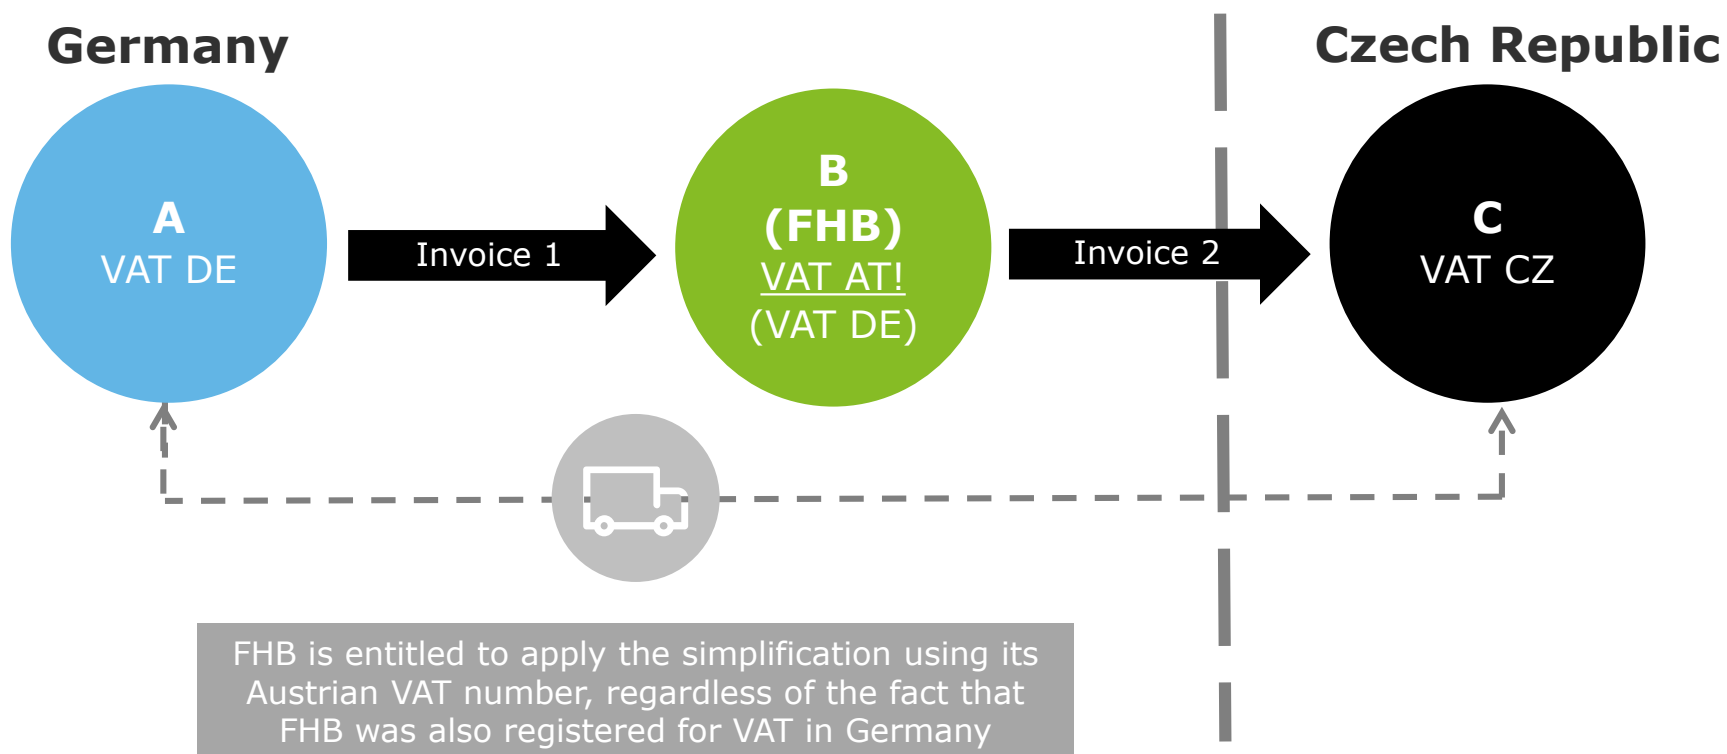 Germany
Czech Republic
A
VAT DE
Invoice 1
B
(FHB)
VAT AT!
(VAT DE)
Invoice 2
C
VAT CZ
FHB is entitled to apply the simplification using its
Austrian VAT number, regardless of the fact that
FHB was also registered for VAT in Germany